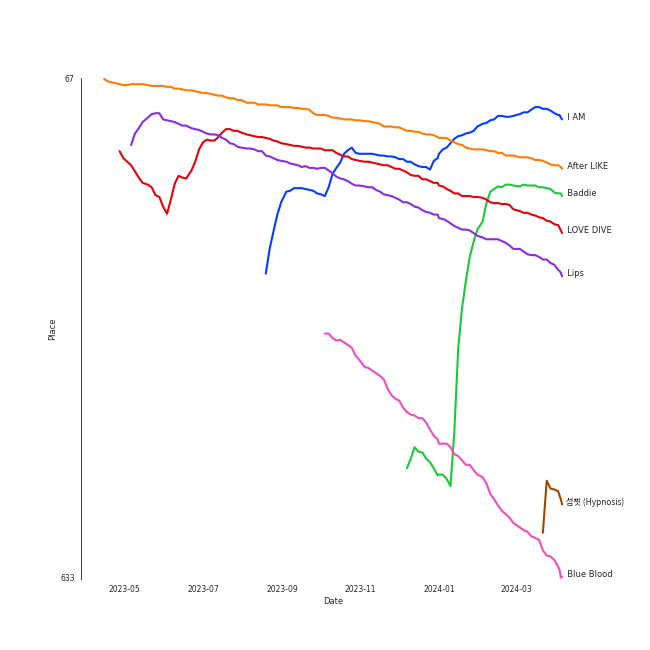 67
I AM
After LIKE
Baddie
LOVE DIVE
Lips
Place
섬찟 (Hypnosis)
Blue Blood
633
2023-05
2023-07
2023-09
2023-11
2024-01
2024-03
Date